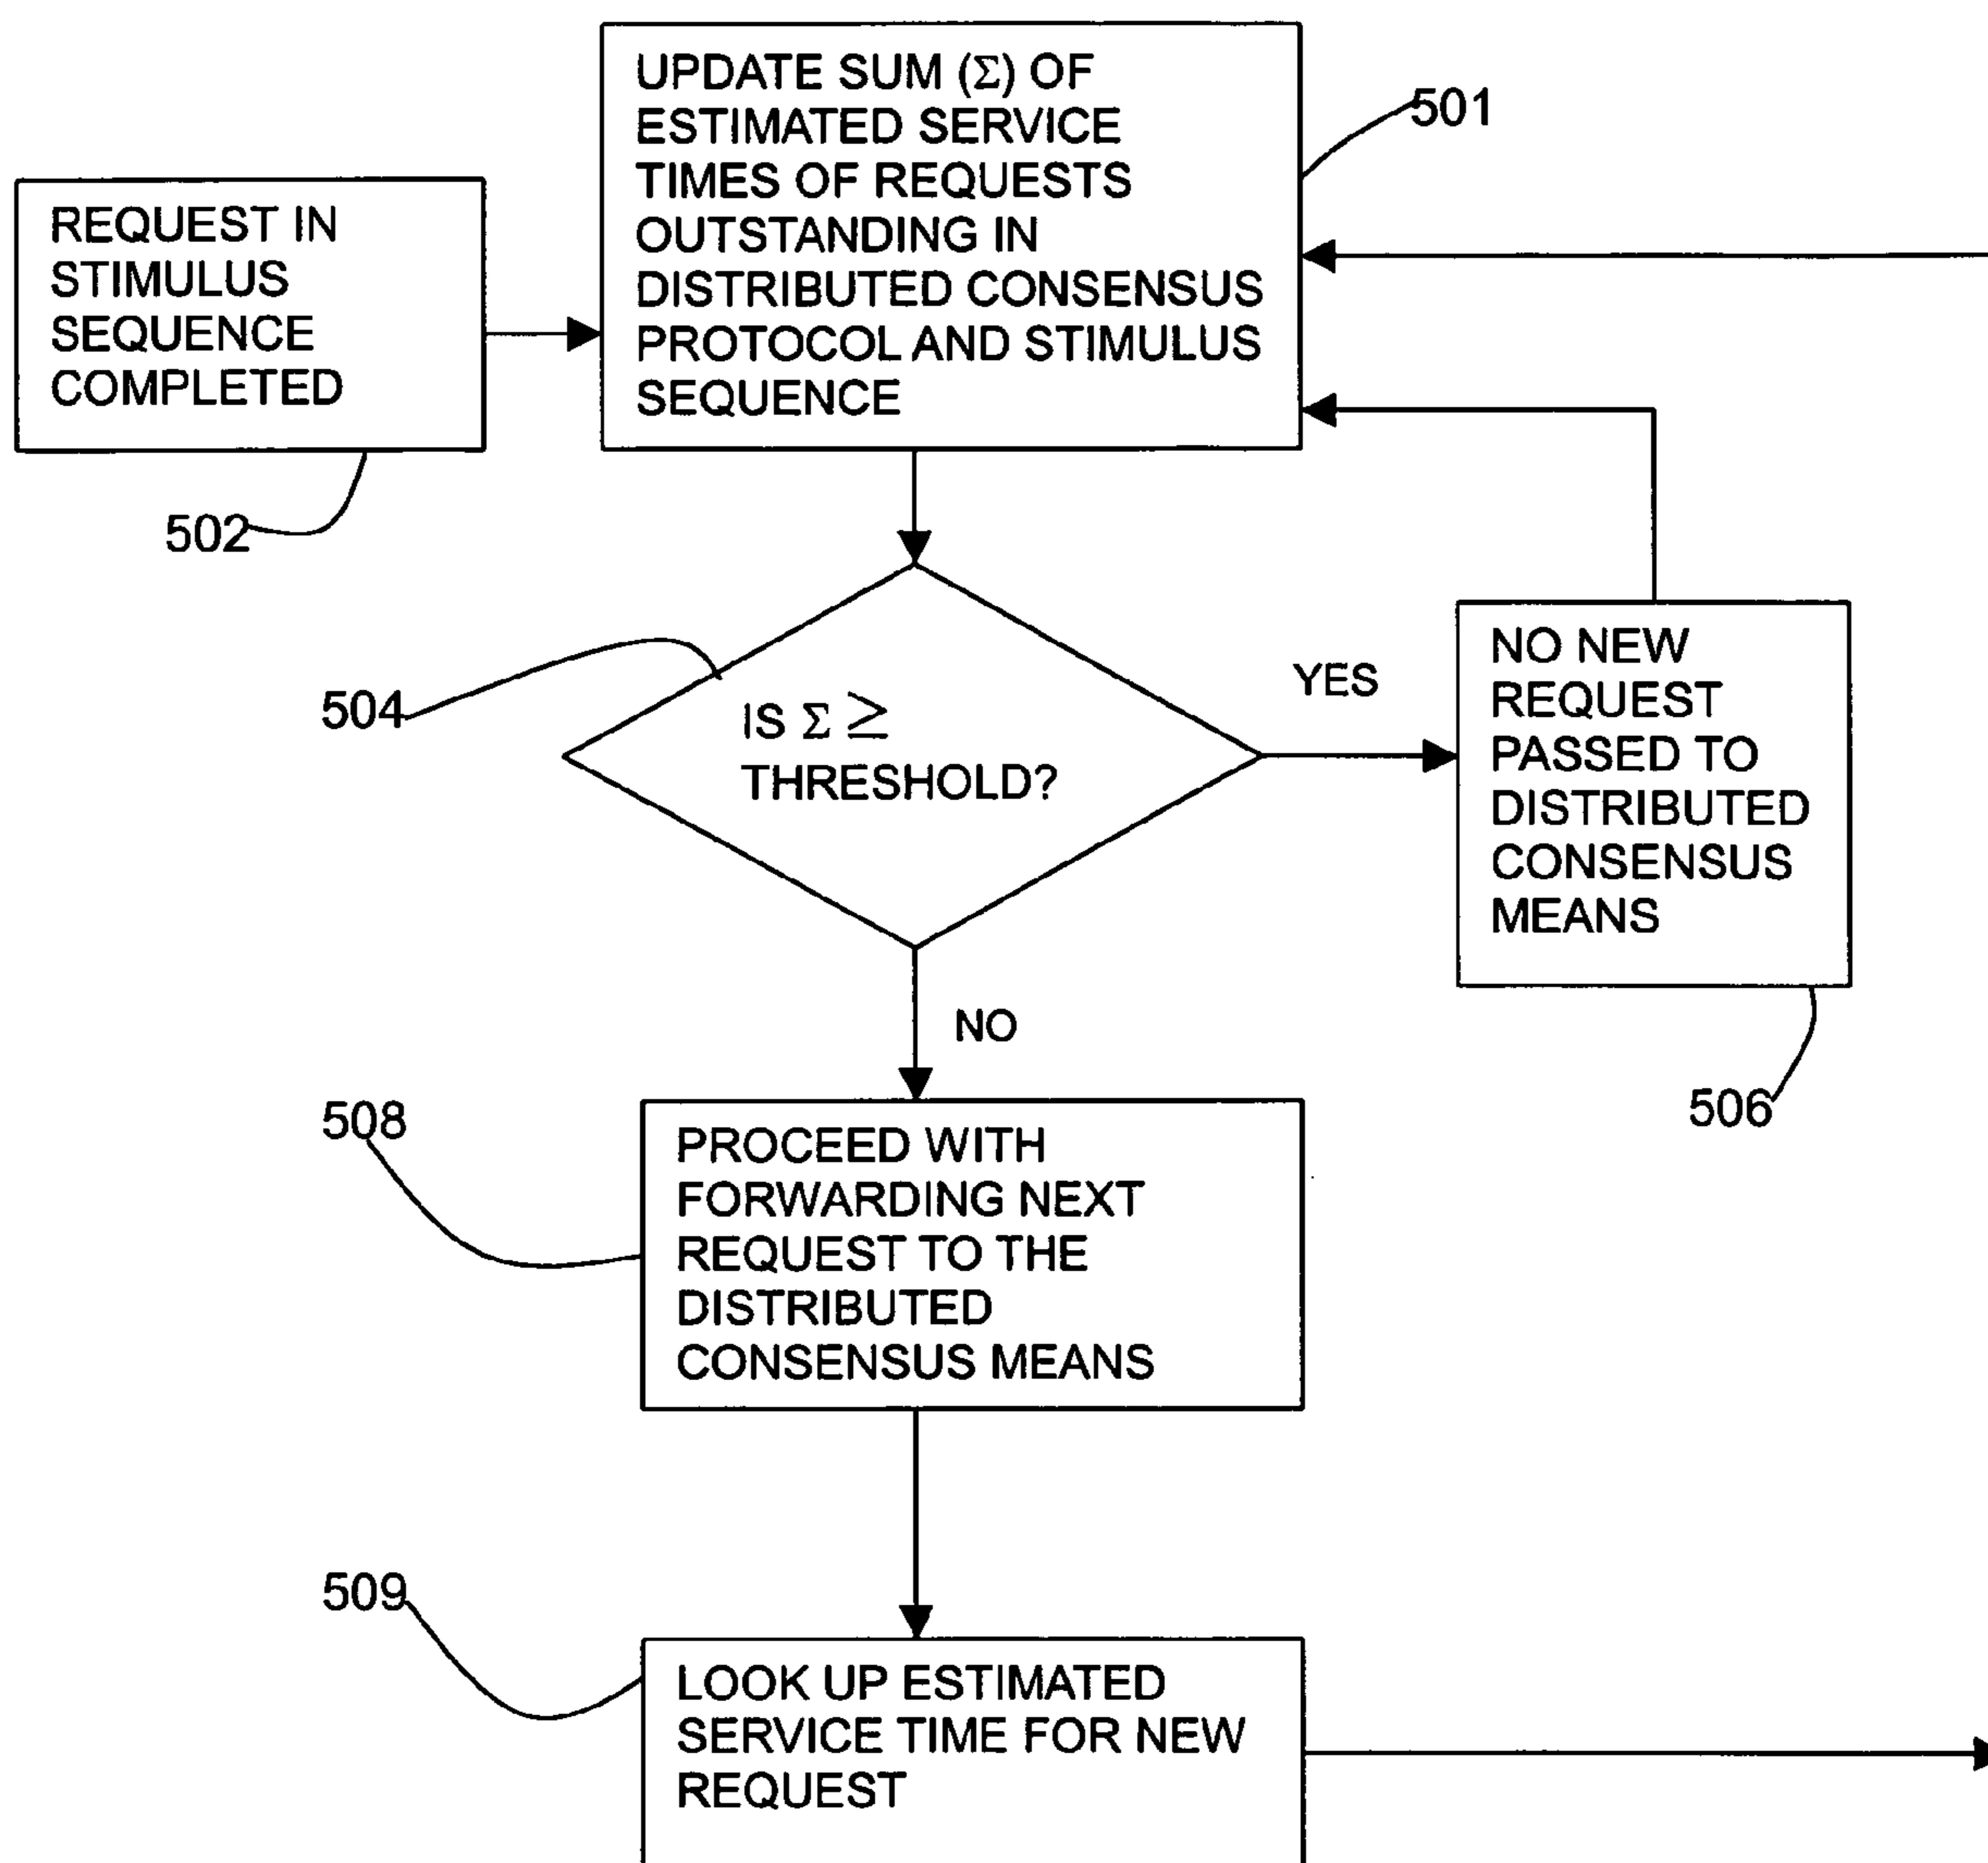 UPDATE SUM (Σ) OF
ESTIMATED SERVICE
TIMES OF REQUESTS
OUTSTANDING IN
DISTRIBUTED CONSENSUS
PROTOCOL AND STIMULUS
SEQUENCE
501
REQUEST IN
STIMULUS
SEQUENCE
COMPLETED
502
504
IS Σ ≧
THRESHOLD?
YES
NO NEW
REQUEST
PASSED TO
DISTRIBUTED
CONSENSUS
MEANS
506
NO
508
PROCEED WITH
FORWARDING NEXT
REQUEST TO THE
DISTRIBUTED
CONSENSUS MEANS
509
LOOK UP ESTIMATED
SERVICE TIME FOR NEW
REQUEST